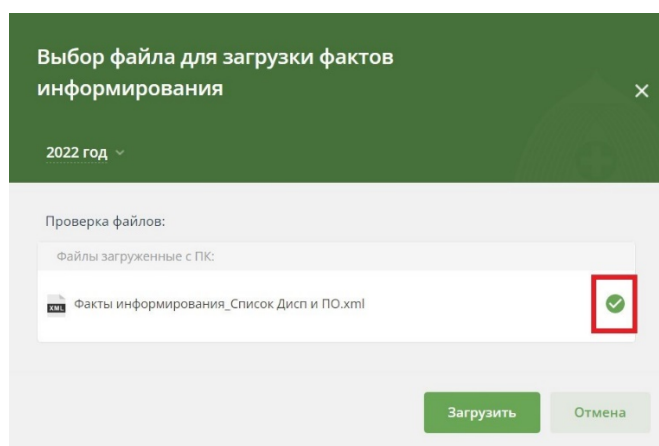 Выбор файла для загрузки фактов
информирования
2022 год
Проверка файлов:
Файлы загруженные с ПК:
XML Факты информирования_Список Дисп и ПО.xml
Загрузить Отмена